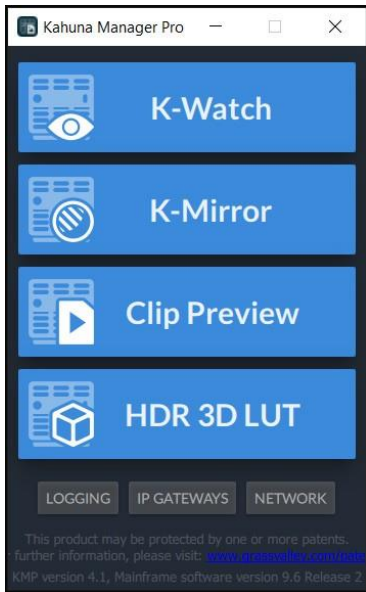 Kahuna Manager Pro
K-Watch
K-Mirror
Clip Preview
HDR 3D LUT
LOGGING IP GATEWAYS NETWORK
This product may be protected by one or more patents.
further information, please visit: www.grassvalley.com/pate
KMP version 4.1, Mainframe software version 9.6 Release 2